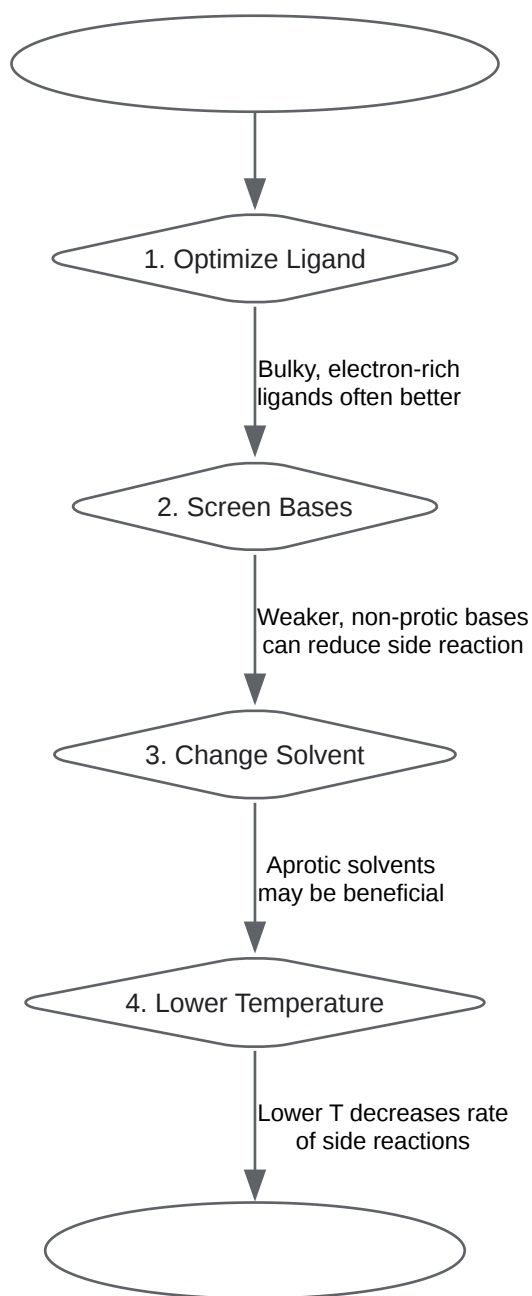 1. Optimize Ligand
Bulky, electron-rich
ligands often better
2. Screen Bases
Weaker, non-protic bases
can reduce side reaction
3. Change Solvent
Aprotic solvents
may be beneficial
4. Lower Temperature
Lower T decreases rate
of side reactions